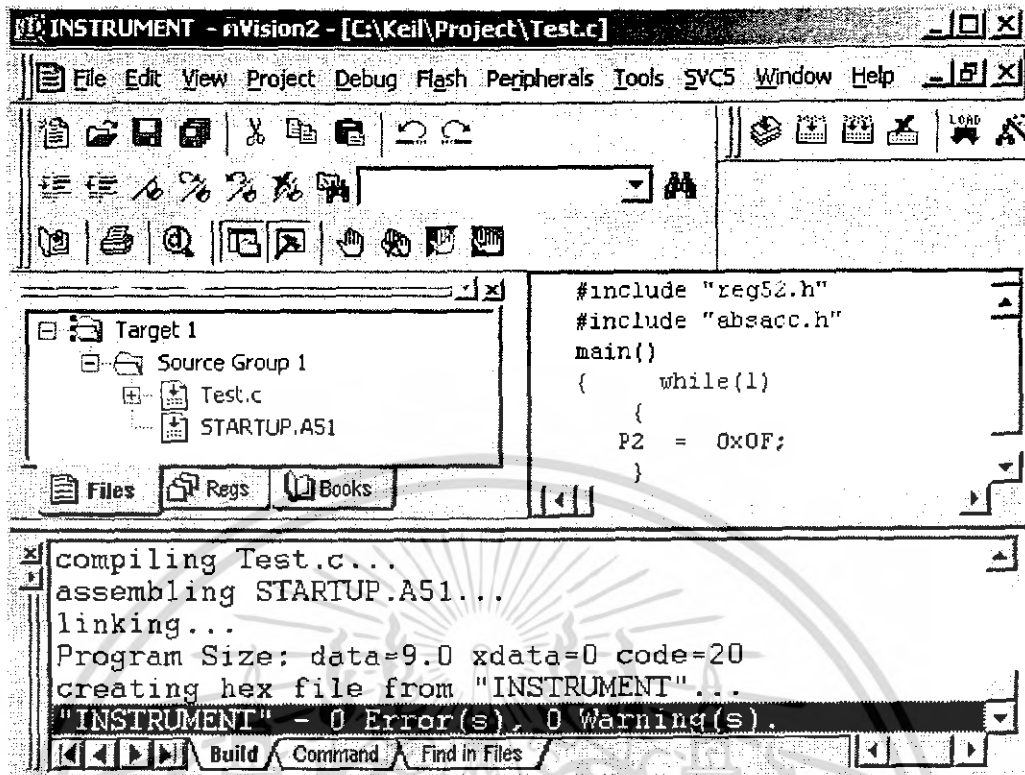 INSTRUMENT - µVision2 - [C:\Keil\Project\Test.c]
File Edit View Project Debug Flash Peripherals Tools SVCS Window Help
LOAD
Target 1
Source Group 1
Test.c
STARTUP.A51
Files Regs Books
#include "reg52.h"
#include "absacc.h"
main()
{ while(1)
{
P2 = 0x0F;
}
compiling Test.c...
assembling STARTUP.A51...
linking...
Program Size: data=9.0 xdata=0 code=20
creating hex file from "INSTRUMENT"...
"INSTRUMENT" - 0 Error(s), 0 Warning(s).
Build Command Find in Files